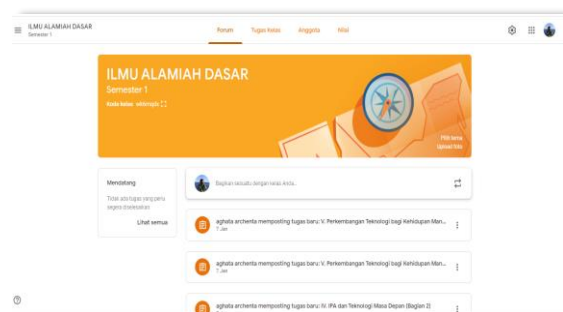 ILMU ALAMIAH DASAR
Semester 1
Forum Tugas Kelas Anggota Nilai
ILMU ALAMIAH DASAR
Semester 1
Kode kelas
Pilih tema
Upload foto
Mendatang
Tidak ada tugas yang perlu
segera diselesaikan
Lihat semua
Bagikan sesuatu dengan kelas Anda...
aghata archenta memposting tugas baru: V. Perkembangan Teknologi bagi Kehidupan Man...
7 Jan
aghata archenta memposting tugas baru: V. Perkembangan Teknologi bagi Kehidupan Man...
7 Jan
aghata archenta memposting tugas baru: IV. IPA dan Teknologi Masa Depan (Bagian 2)